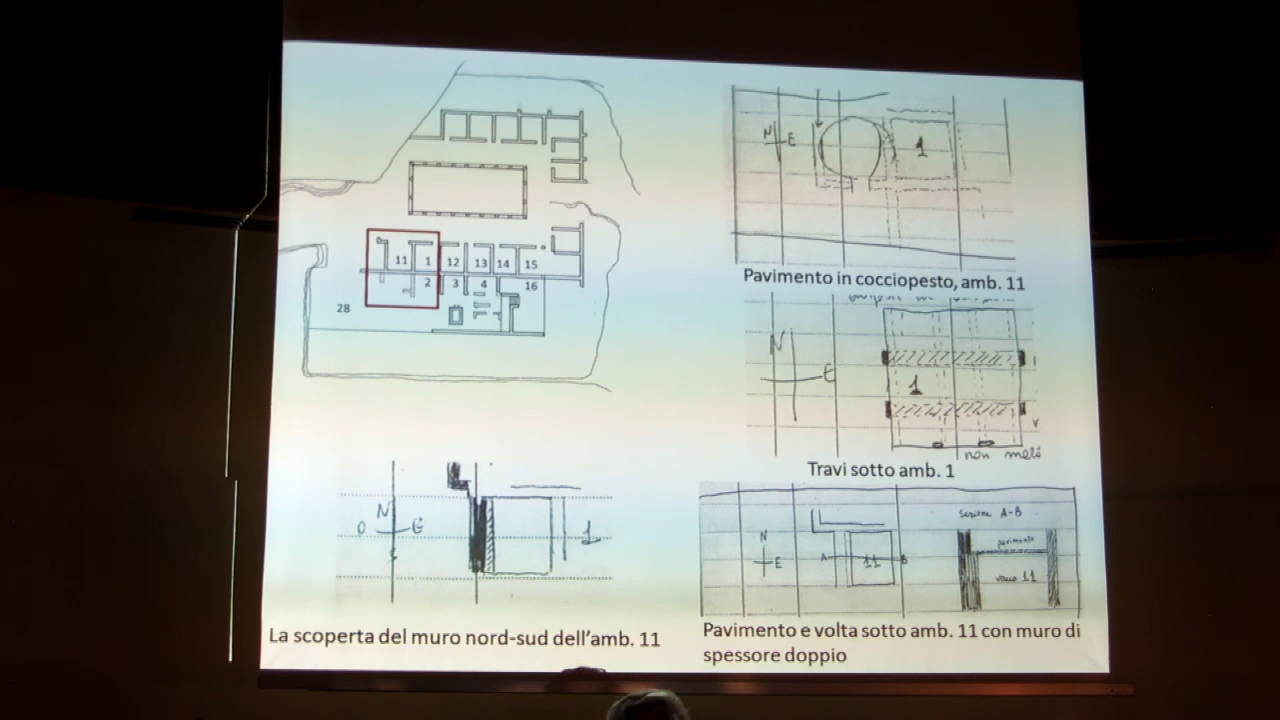 11 1 12 13 14 15
2 3 4 16
28
N
E
1
Pavimento in cocciopesto, amb. 11
N
E
1
non
Travi sotto amb. 1
N
O E
1
La scoperta del muro nord-sud dell'amb. 11
Sezione A-B
N
E
A 11 B
pavimento
vano 11
Pavimento e volta sotto amb. 11 con muro di
spessore doppio